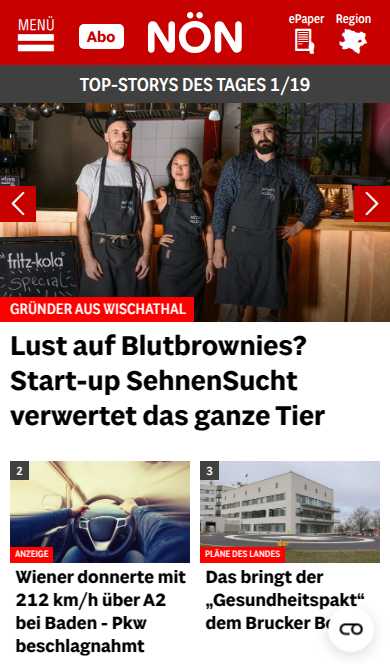 MENÜ
Abo
NÖN
ePaper
Region
TOP-STORYS DES TAGES 1/19
fritz-kola
GRÜNDER AUS WISCHATHAL
Lust auf Blutbrownies?
Start-up SehnenSucht
verwertet das ganze Tier
2
ANZEIGE
Wiener donnerte mit
212 km/h über A2
bei Baden - Pkw
beschlagnahmt
3
PLÄNE DES LANDES
Das bringt der
„Gesundheitspakt“
dem Brucker